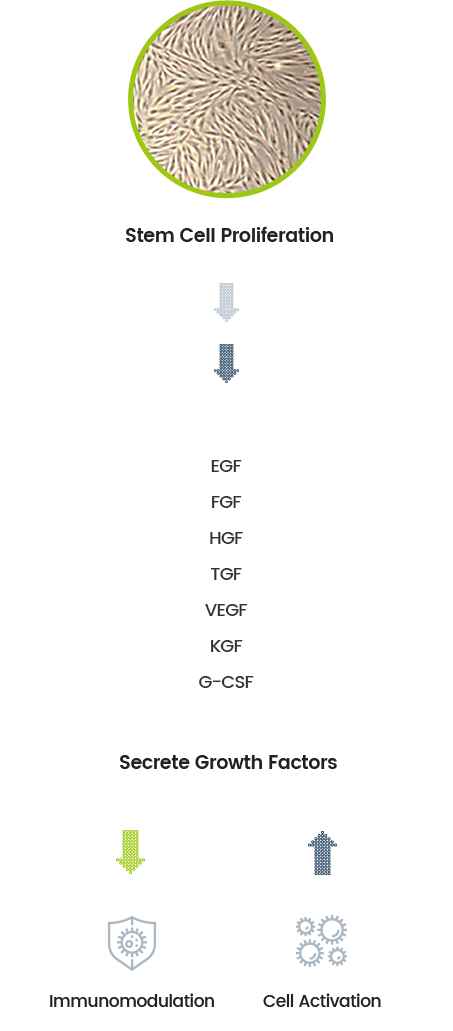 Stem Cell Proliferation
EGF
FGF
HGF
TGF
VEGF
KGF
G-CSF
Secrete Growth Factors
Immunomodulation
Cell Activation